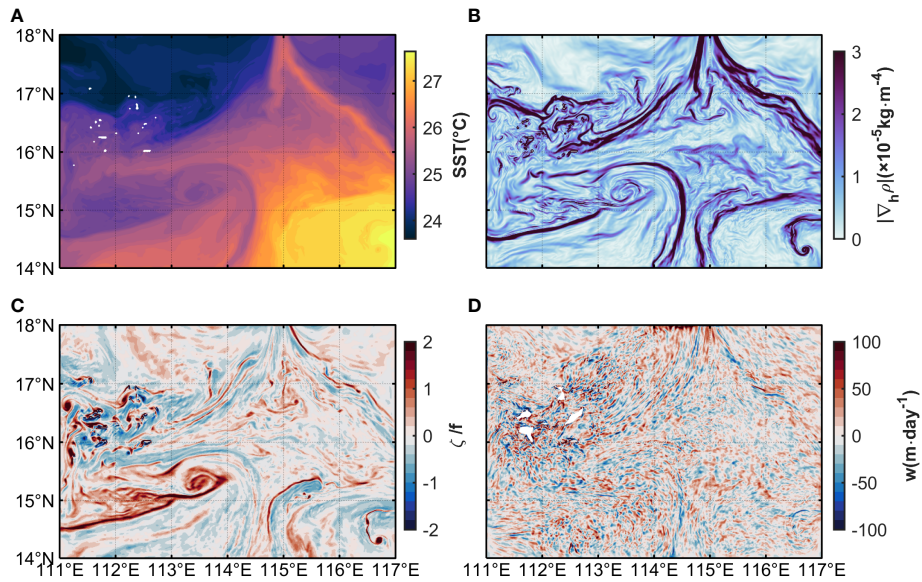 A
18°N
17°N
16°N
15°N
14°N
27
26
25
24
SST(°C)
B
3
2
1
0
|∇ₕρ|(×10⁻⁵kg·m⁻⁴)
C
18°N
17°N
16°N
15°N
14°N
111°E 112°E 113°E 114°E 115°E 116°E 117°E
2
1
0
-1
-2
ζ/f
D
111°E 112°E 113°E 114°E 115°E 116°E 117°E
100
50
0
-50
-100
w(m·day⁻¹)